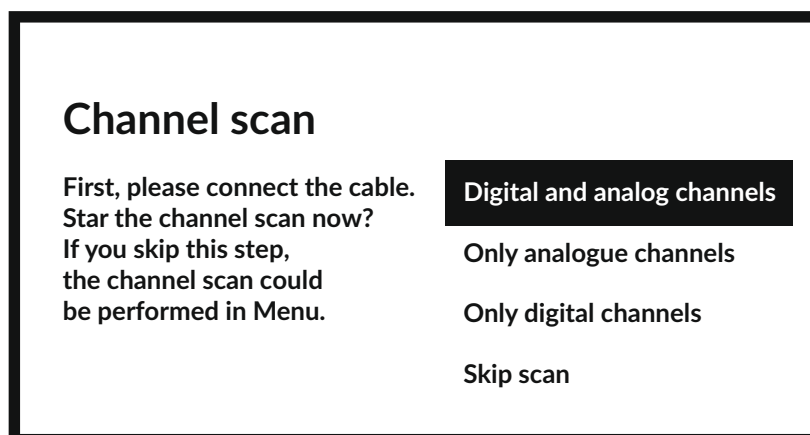 Channel scan
First, please connect the cable.
Star the channel scan now?
If you skip this step,
the channel scan could
be performed in Menu.
Digital and analog channels
Only analogue channels
Only digital channels
Skip scan